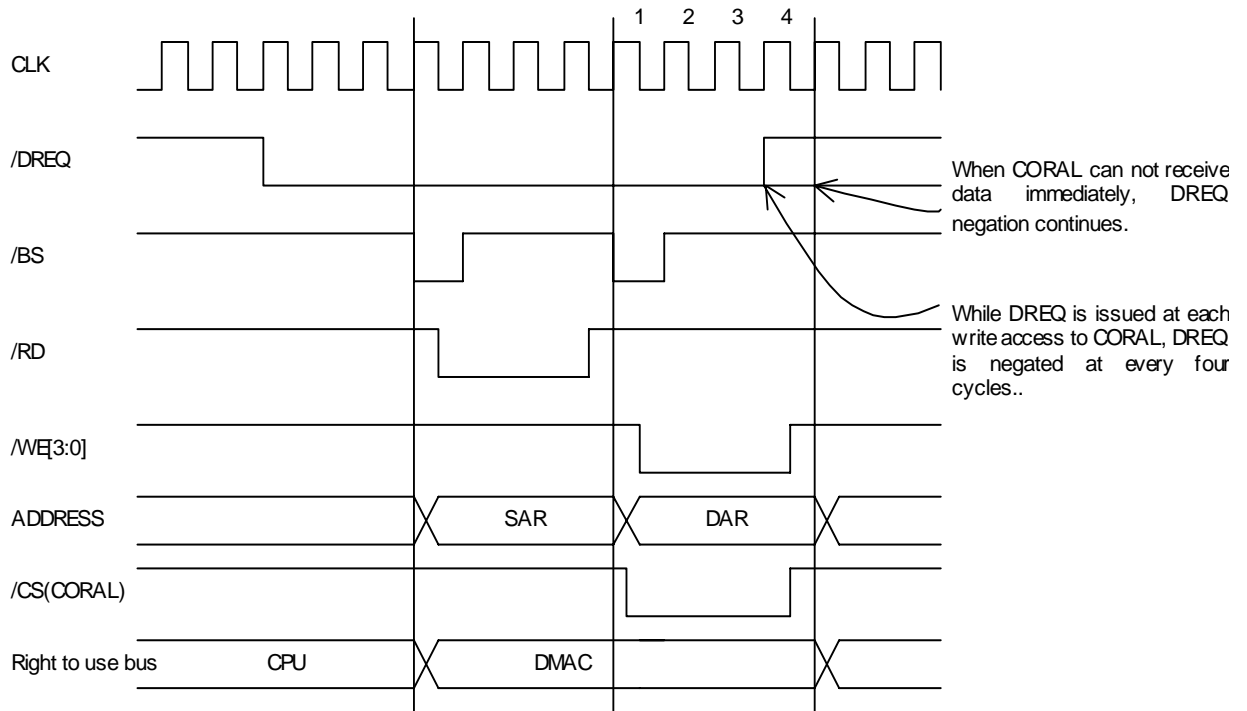 1 2 3 4
CLK
/DREQ
When CORAL can not receive
data immediately, DREQ
negation continues.
/BS
While DREQ is issued at each
write access to CORAL, DREQ
is negated at every four
cycles..
/RD
/WE[3:0]
ADDRESS SAR DAR
/CS(CORAL)
Right to use bus CPU DMAC